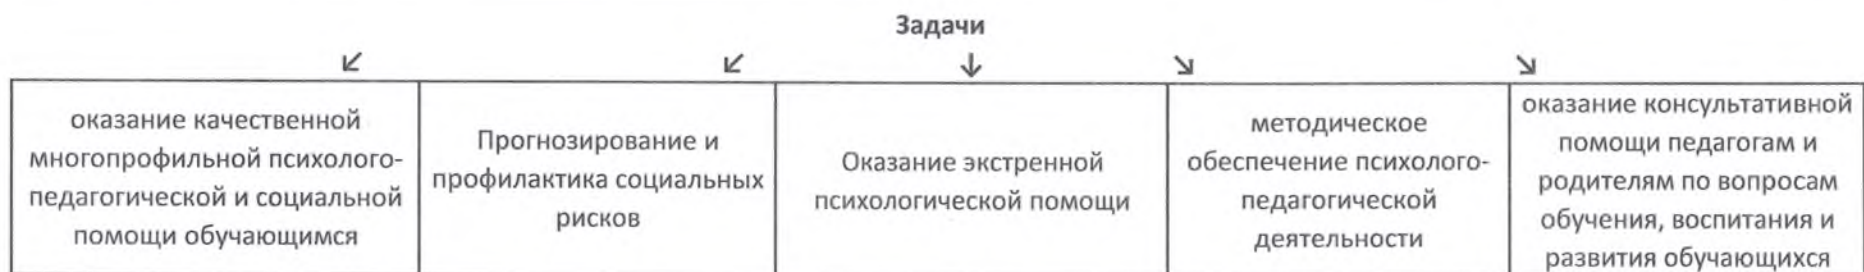 Задачи
оказание качественной
многопрофильной психолого-
педагогической и социальной
помощи обучающимся
Прогнозирование и
профилактика социальных
рисков
Оказание экстренной
психологической помощи
методическое
обеспечение психолого-
педагогической
деятельности
оказание консультативной
помощи педагогам и
родителям по вопросам
обучения, воспитания и
развития обучающихся